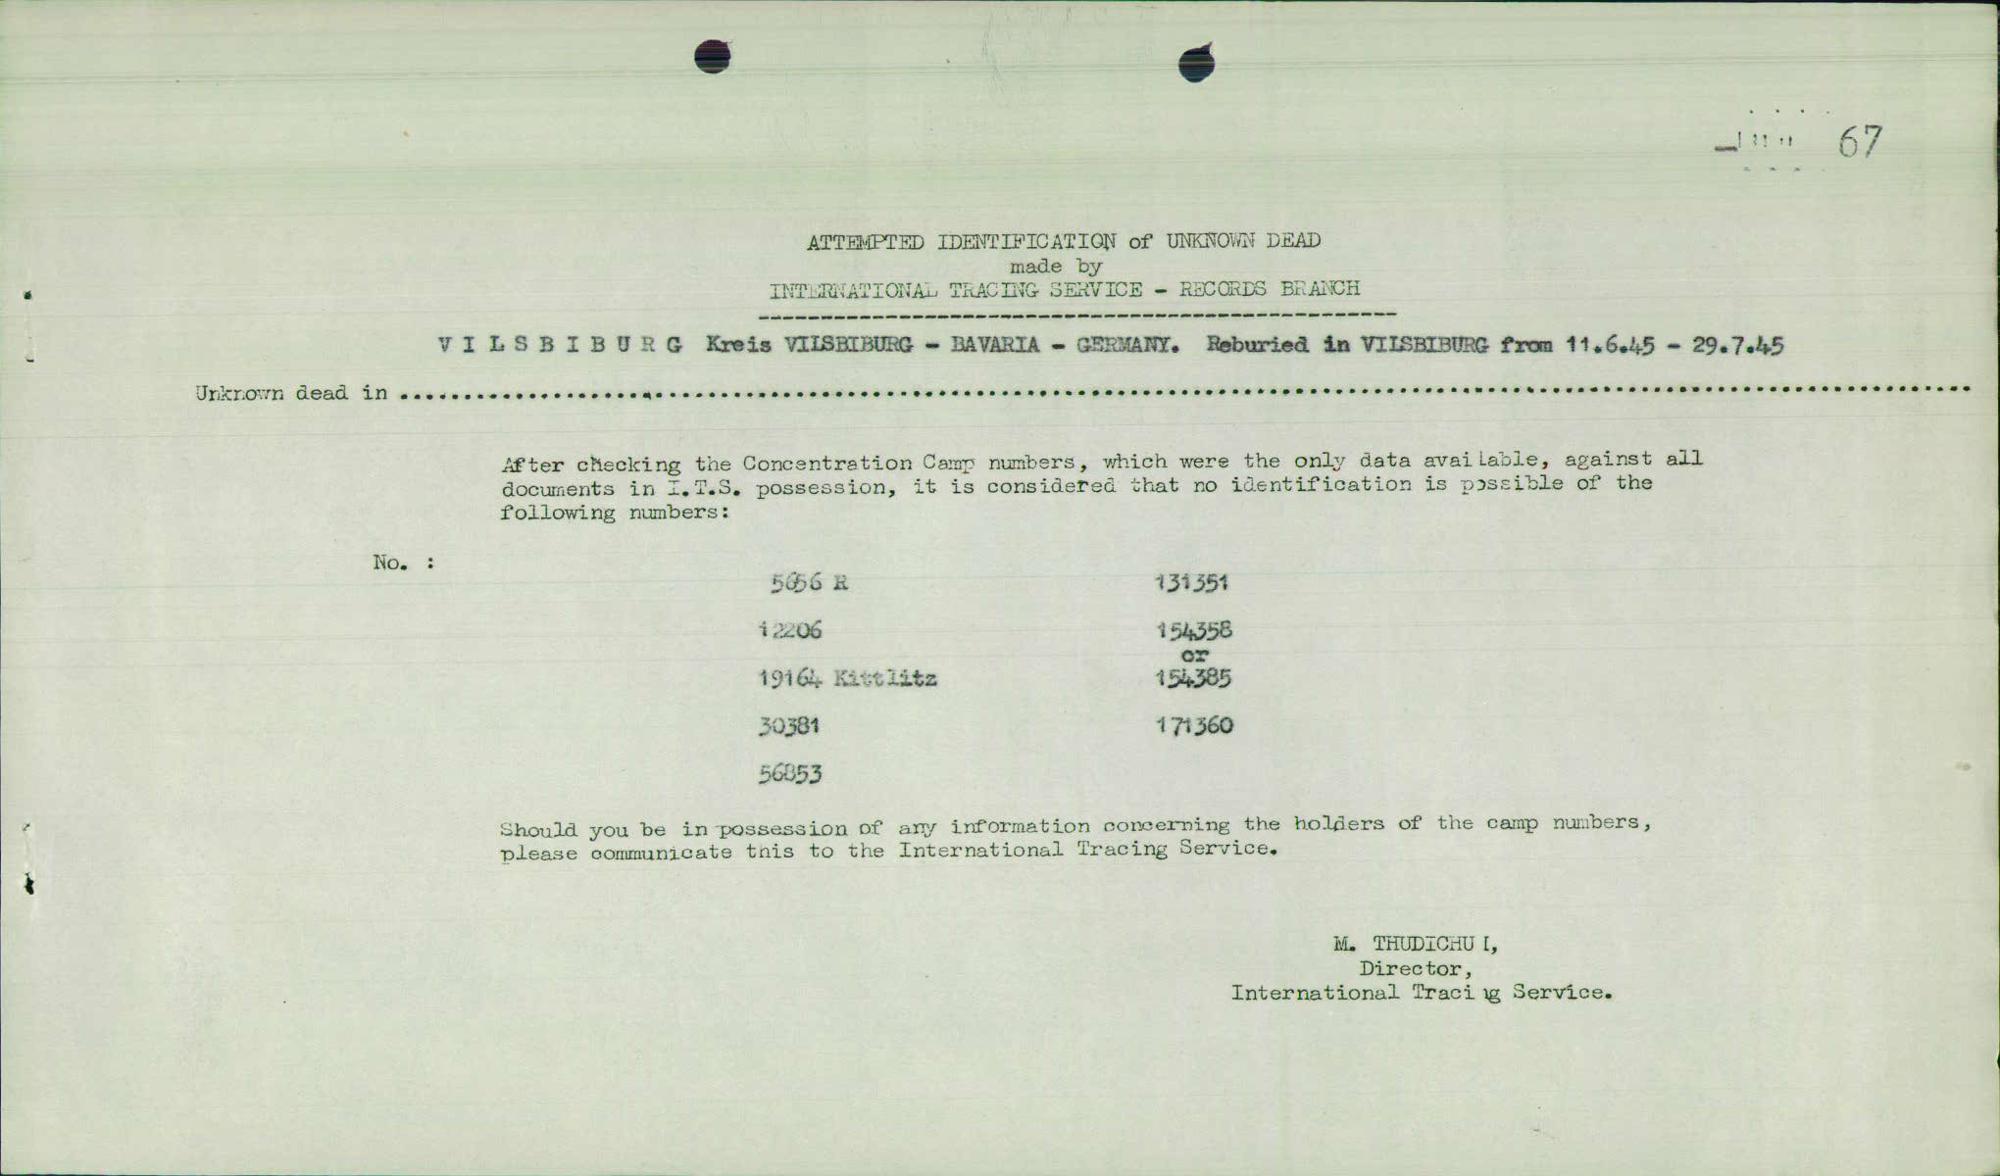 67
ATTEMPTED IDENTIFICATION of UNKNOWN DEAD
made by
INTERNATIONAL TRACING SERVICE - RECORDS BRANCH
V I L S B I B U R G Kreis VILSBIBURG - BAVARIA - GERMANY. Reburied in VILSBIBURG from 11.6.45 - 29.7.45
Unknown dead in ........................................................................................................................
After checking the Concentration Camp numbers, which were the only data available, against all
documents in I.T.S. possession, it is considered that no identification is possible of the
following numbers:
No. :
5656 R 131351
12206 154358
or
19164 Kittlitz 154385
30381 171360
56853
Should you be in possession of any information concerning the holders of the camp numbers,
please communicate this to the International Tracing Service.
M. THUDICHUM,
Director,
International Tracing Service.